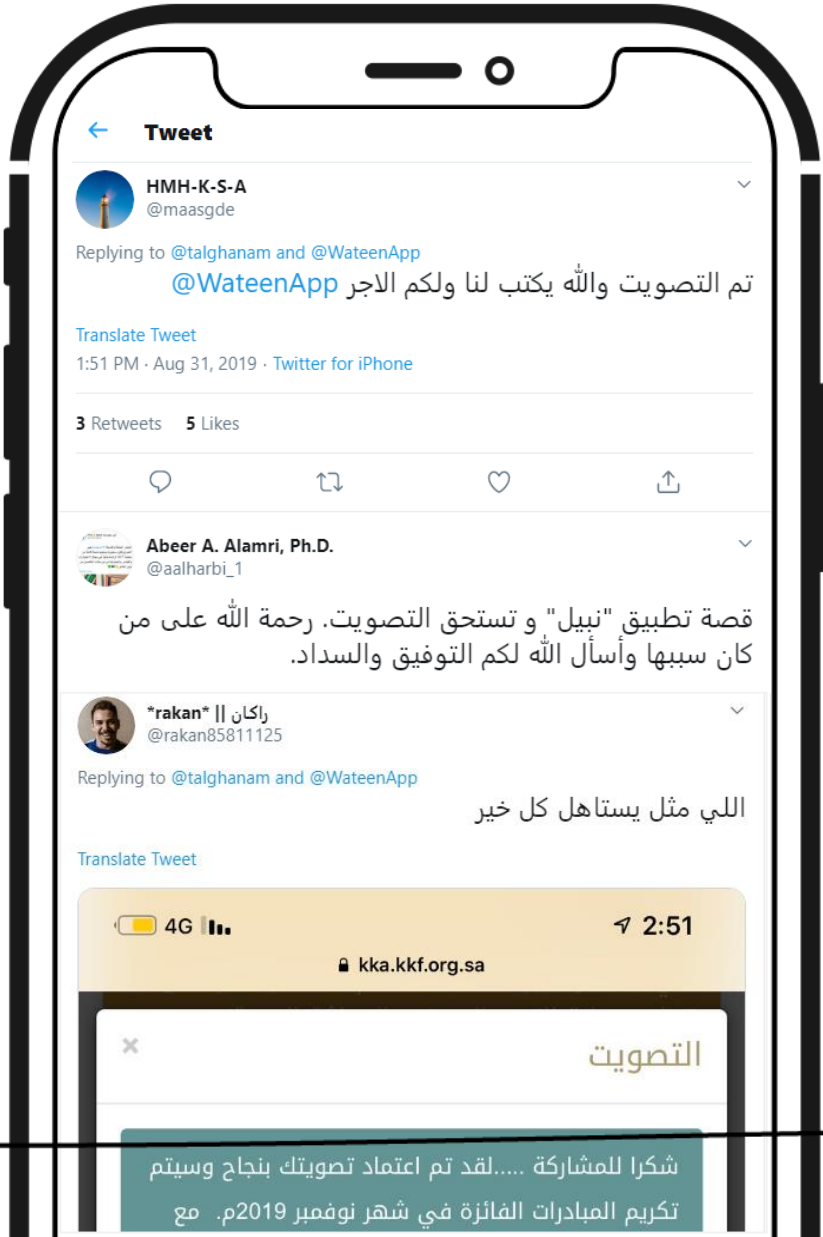 Tweet
HMH-K-S-A
@maasgde
Replying to @talghanam and @WateenApp
تم التصويت والله يكتب لنا ولكم الاجر @WateenApp
Translate Tweet
1:51 PM · Aug 31, 2019 · Twitter for iPhone
3 Retweets 5 Likes
Abeer A. Alamri, Ph.D.
@aalharbi_1
قصة تطبيق "نبيل" و تستحق التصويت. رحمة الله على من
كان سببها وأسأل الله لكم التوفيق والسداد.
راكان || *rakan*
@rakan85811125
Replying to @talghanam and @WateenApp
اللي مثل يستاهل كل خير
Translate Tweet
4G 2:51
kka.kkf.org.sa
التصويت
شكرا للمشاركة .....لقد تم اعتماد تصويتك بنجاح وسيتم
تكريم المبادرات الفائزة في شهر نوفمبر 2019م. مع